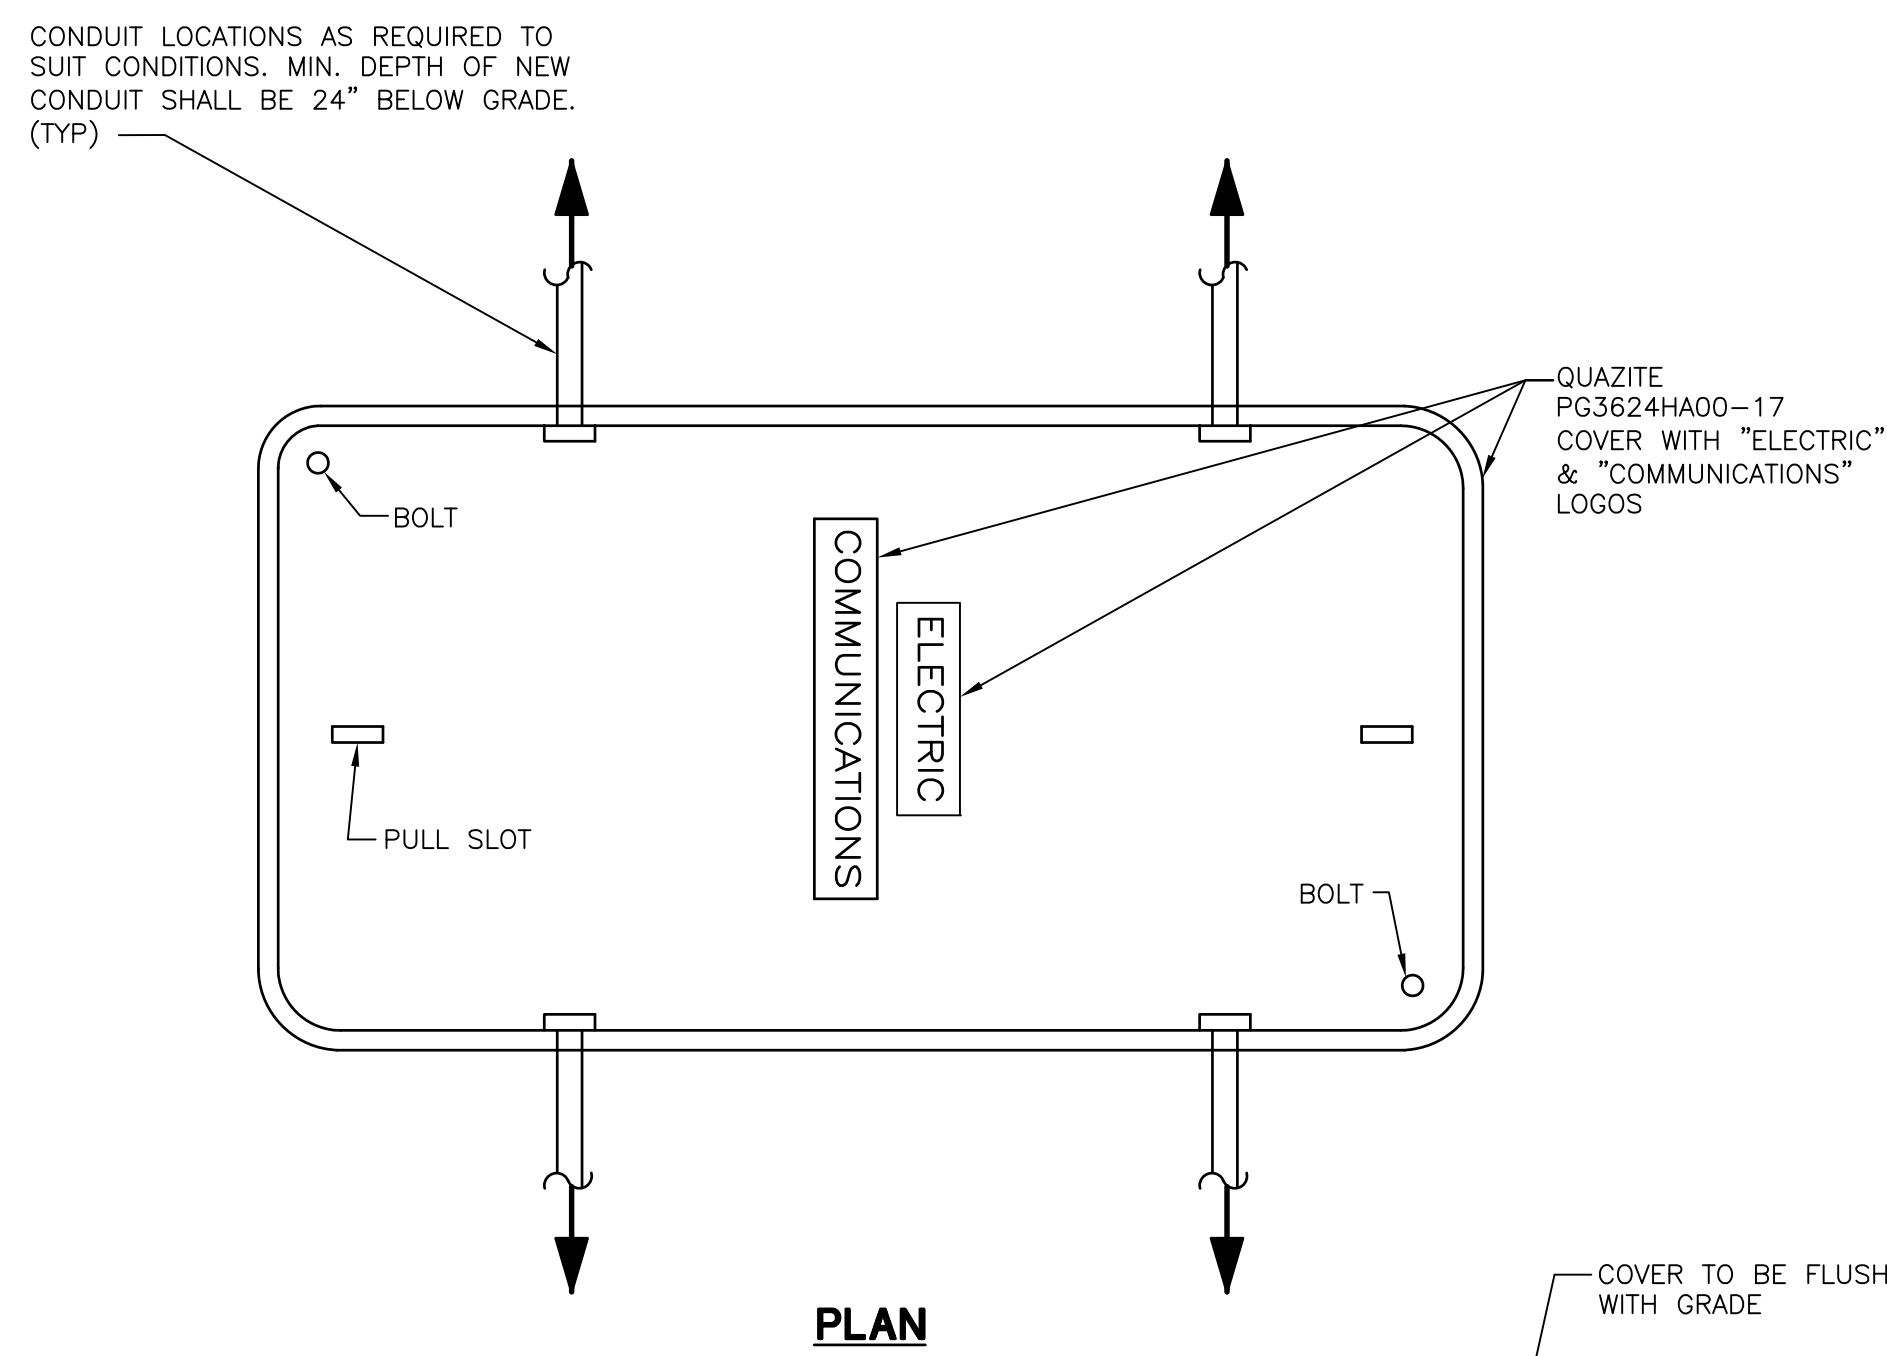 CONDUIT LOCATIONS AS REQUIRED TO
SUIT CONDITIONS. MIN. DEPTH OF NEW
CONDUIT SHALL BE 24" BELOW GRADE.
(TYP)
QUAZITE
PG3624HA00-17
COVER WITH "ELECTRIC"
& "COMMUNICATIONS"
LOGOS
BOLT
COMMUNICATIONS
ELECTRIC
PULL SLOT
BOLT
COVER TO BE FLUSH
WITH GRADE
PLAN